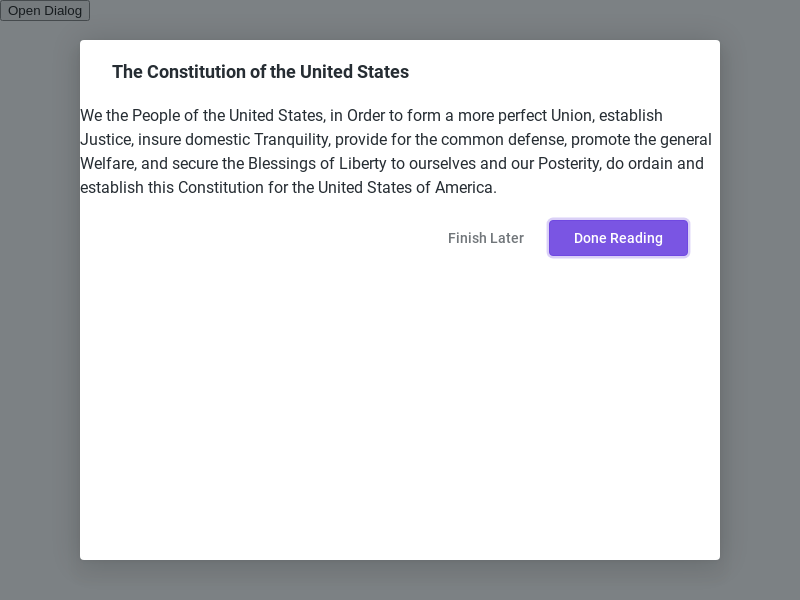 Open Dialog
The Constitution of the United States
We the People of the United States, in Order to form a more perfect Union, establish
Justice, insure domestic Tranquility, provide for the common defense, promote the general
Welfare, and secure the Blessings of Liberty to ourselves and our Posterity, do ordain and
establish this Constitution for the United States of America.
Finish Later
Done Reading